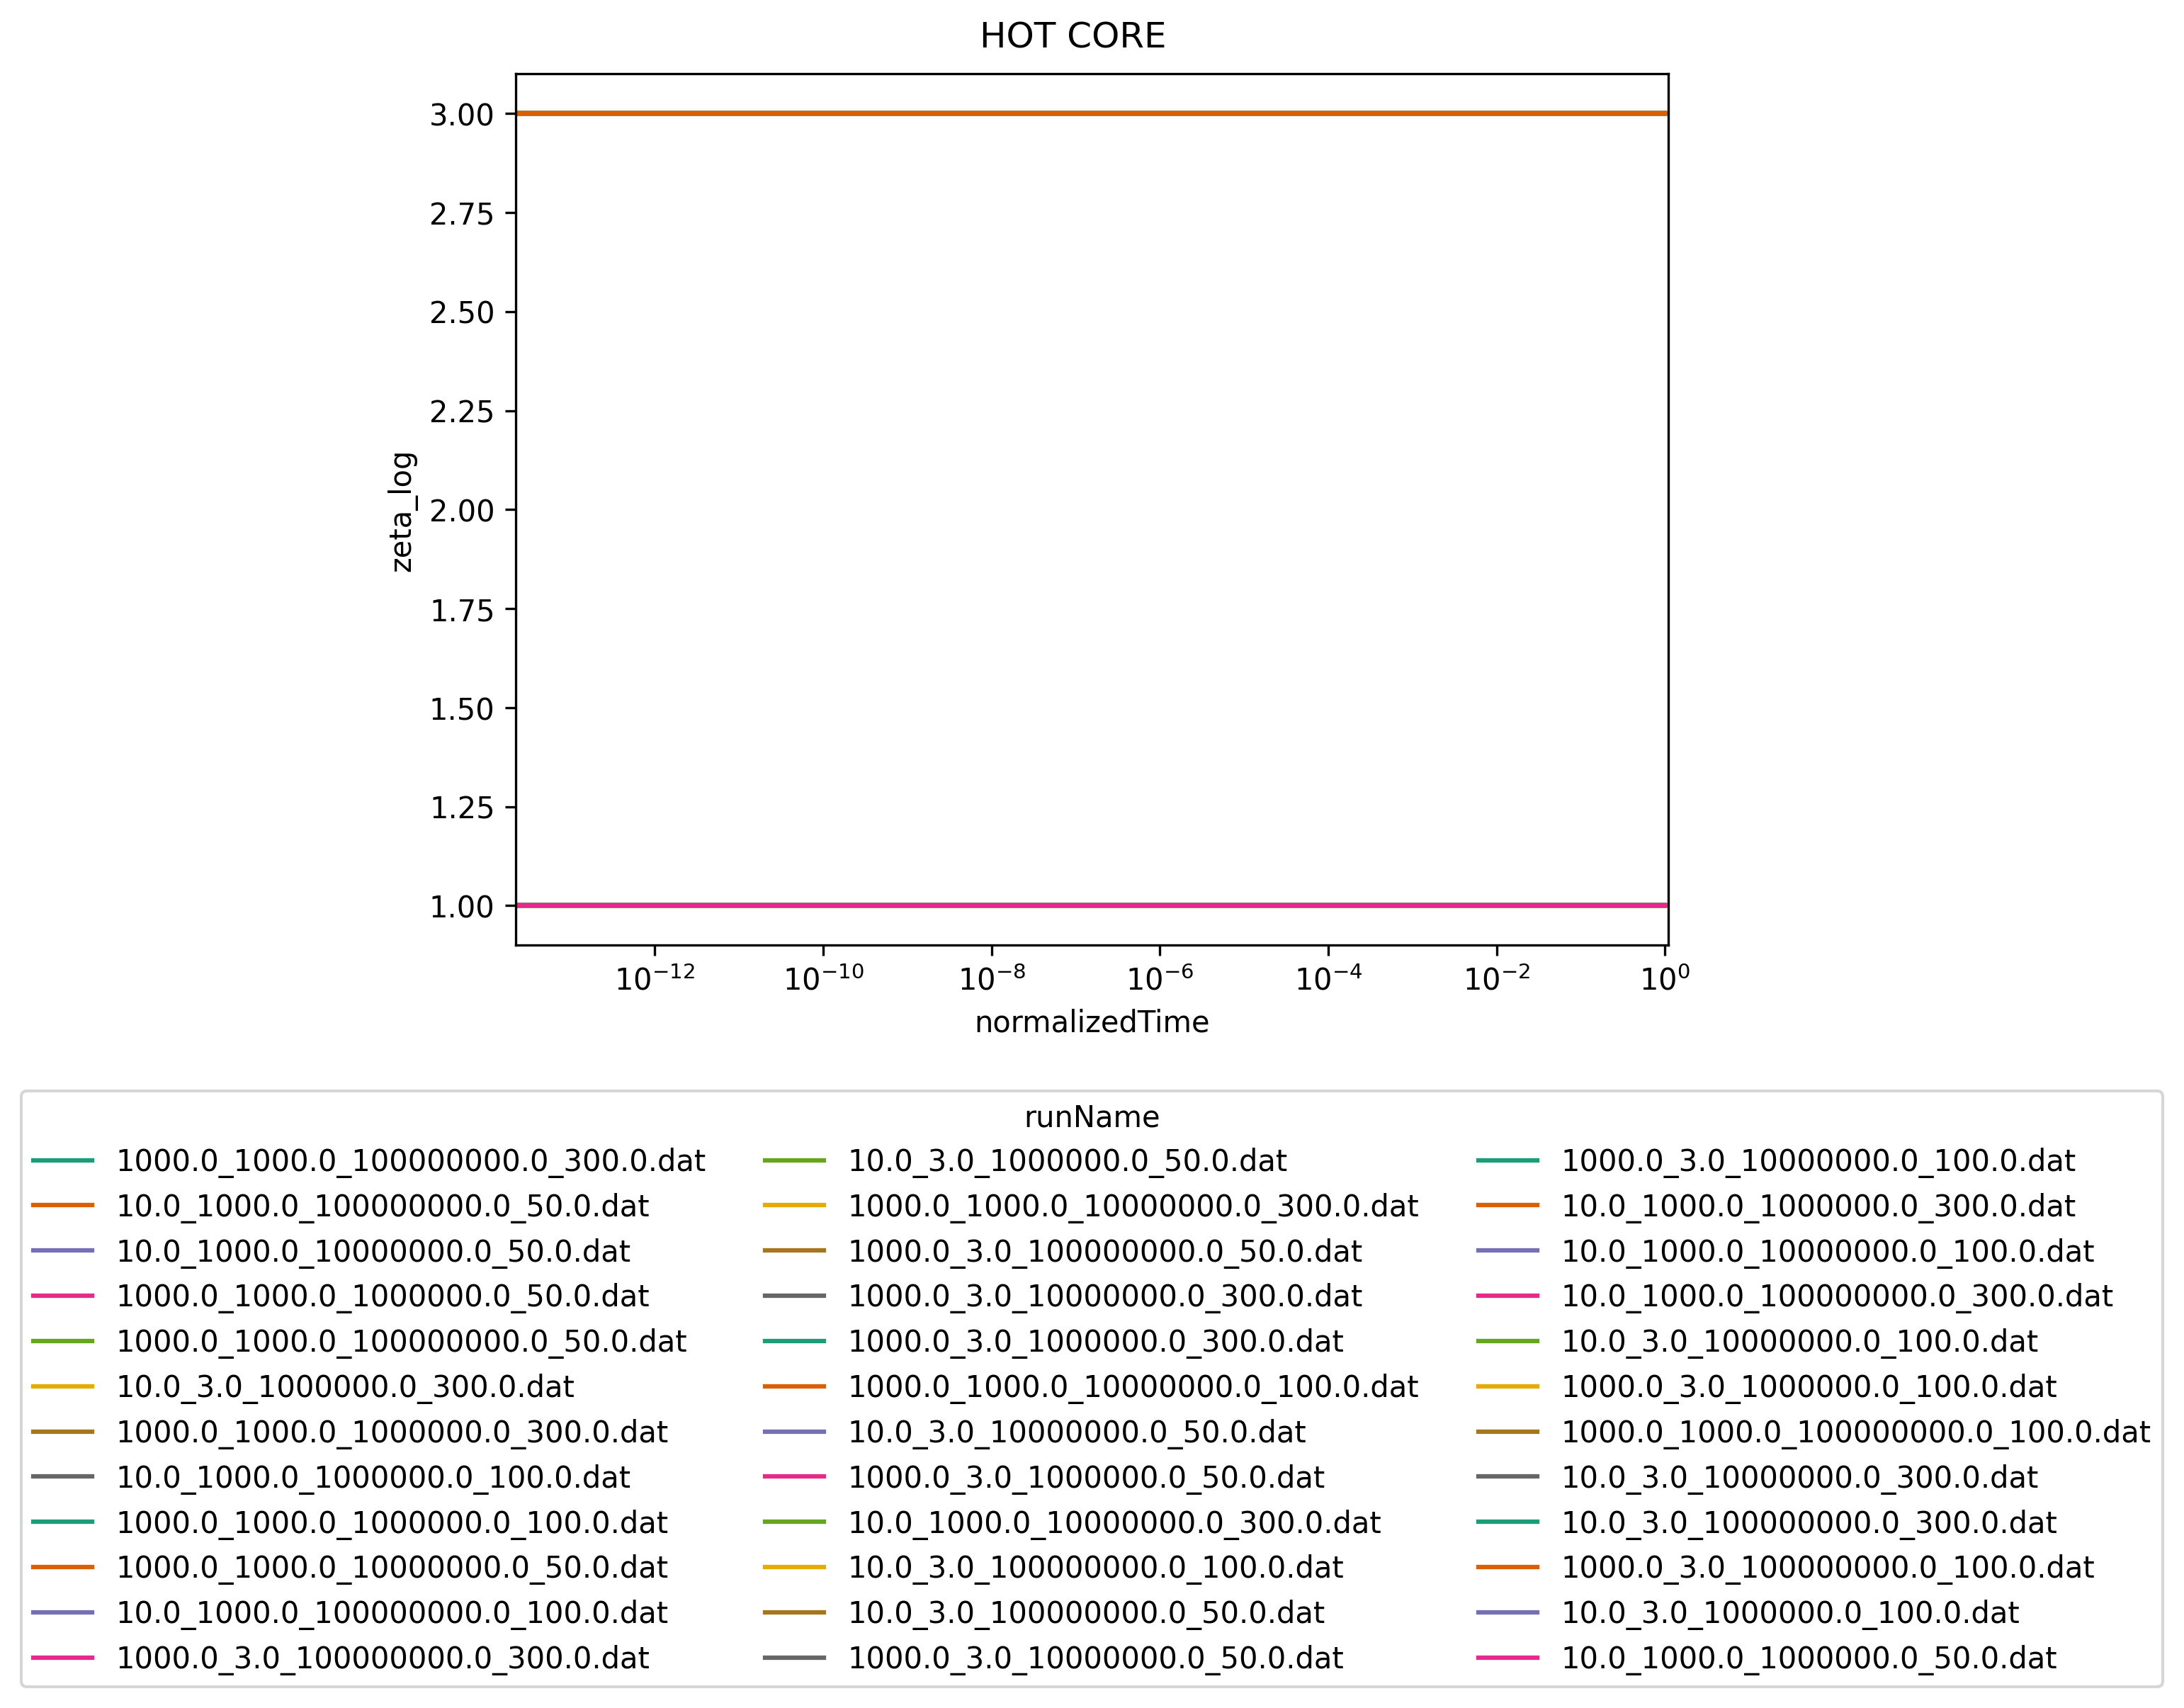 HOT CORE
3.00
2.75
2.50
2.25
2.00
1.75
1.50
1.25
1.00
zeta_log
10⁻¹² 10⁻¹⁰ 10⁻⁸ 10⁻⁶ 10⁻⁴ 10⁻² 10⁰
normalizedTime
runName
1000.0_1000.0_100000000.0_300.0.dat
10.0_1000.0_100000000.0_50.0.dat
10.0_1000.0_10000000.0_50.0.dat
1000.0_1000.0_1000000.0_50.0.dat
1000.0_1000.0_100000000.0_50.0.dat
10.0_3.0_1000000.0_300.0.dat
1000.0_1000.0_1000000.0_300.0.dat
10.0_1000.0_1000000.0_100.0.dat
1000.0_1000.0_1000000.0_100.0.dat
1000.0_1000.0_10000000.0_50.0.dat
10.0_1000.0_100000000.0_100.0.dat
1000.0_3.0_100000000.0_300.0.dat
10.0_3.0_1000000.0_50.0.dat
1000.0_1000.0_10000000.0_300.0.dat
1000.0_3.0_100000000.0_50.0.dat
1000.0_3.0_10000000.0_300.0.dat
1000.0_3.0_1000000.0_300.0.dat
1000.0_1000.0_10000000.0_100.0.dat
10.0_3.0_10000000.0_50.0.dat
1000.0_3.0_1000000.0_50.0.dat
10.0_1000.0_10000000.0_300.0.dat
10.0_3.0_100000000.0_100.0.dat
10.0_3.0_100000000.0_50.0.dat
1000.0_3.0_10000000.0_50.0.dat
1000.0_3.0_10000000.0_100.0.dat
10.0_1000.0_1000000.0_300.0.dat
10.0_1000.0_10000000.0_100.0.dat
10.0_1000.0_100000000.0_300.0.dat
10.0_3.0_10000000.0_100.0.dat
1000.0_3.0_1000000.0_100.0.dat
1000.0_1000.0_100000000.0_100.0.dat
10.0_3.0_10000000.0_300.0.dat
10.0_3.0_100000000.0_300.0.dat
1000.0_3.0_100000000.0_100.0.dat
10.0_3.0_1000000.0_100.0.dat
10.0_1000.0_1000000.0_50.0.dat